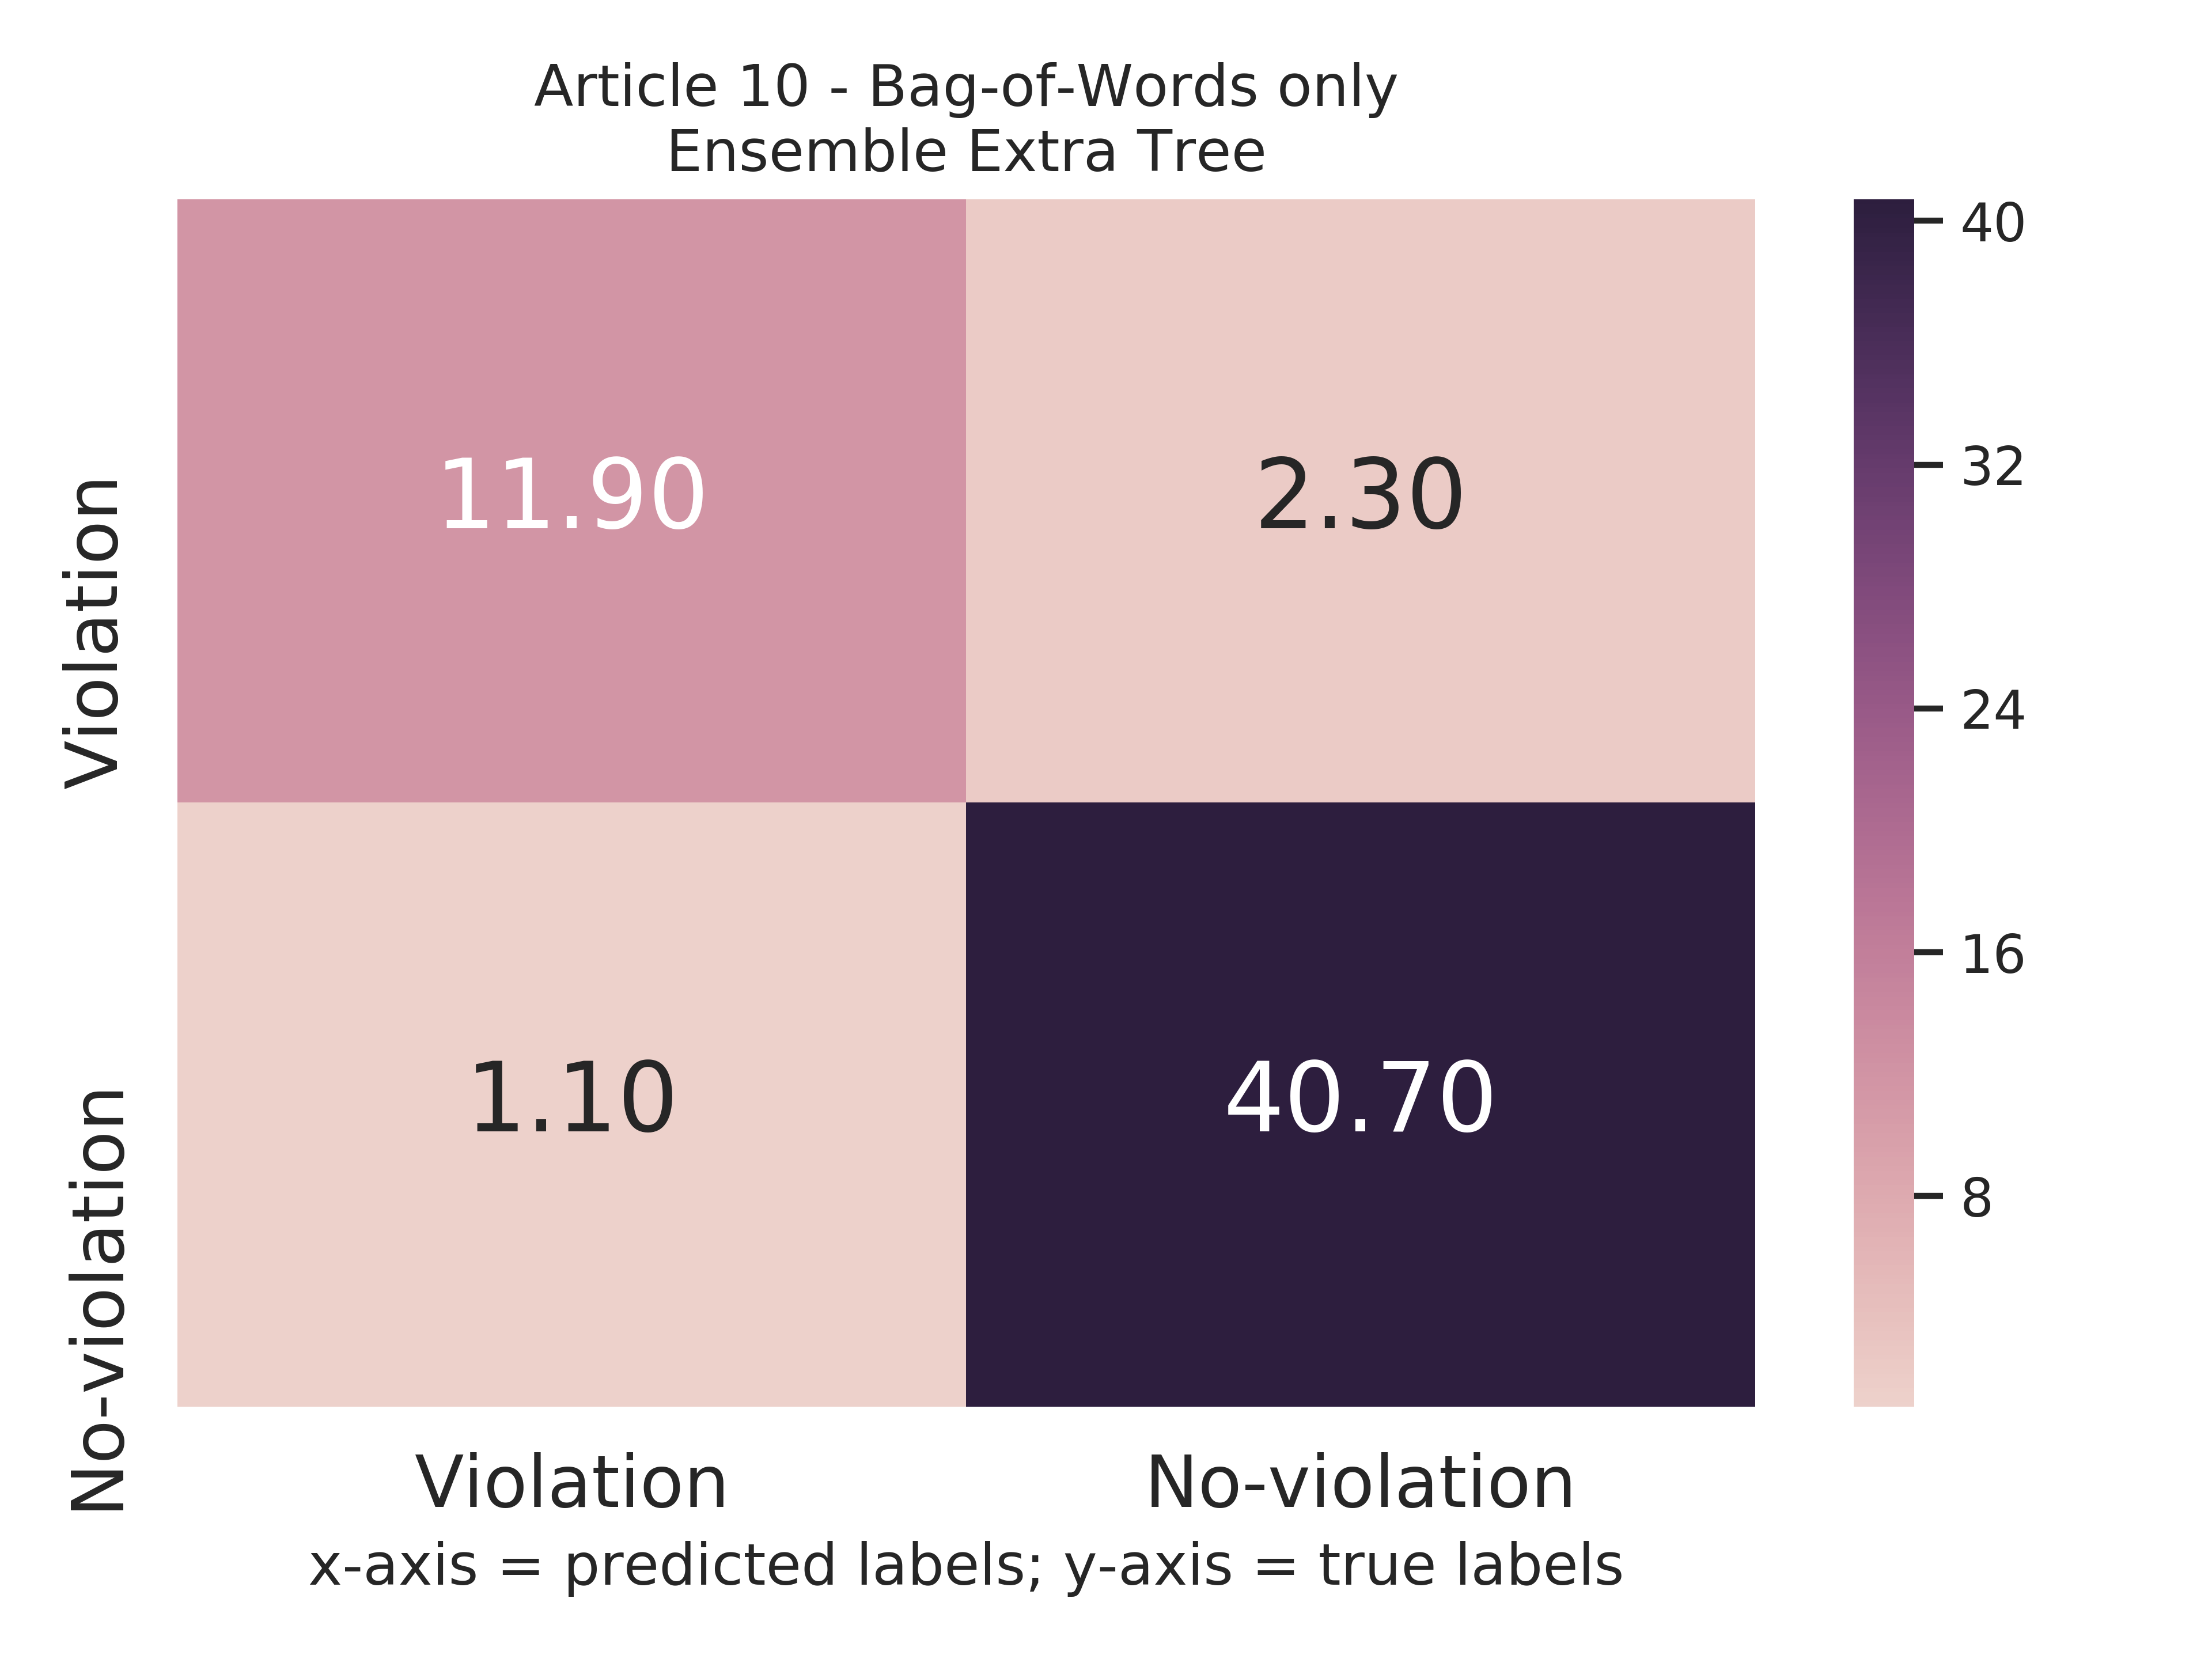 Article 10 - Bag-of-Words only
Ensemble Extra Tree
Violation
11.90
2.30
40
32
24
16
8
No-violation
1.10
40.70
Violation
No-violation
x-axis = predicted labels; y-axis = true labels